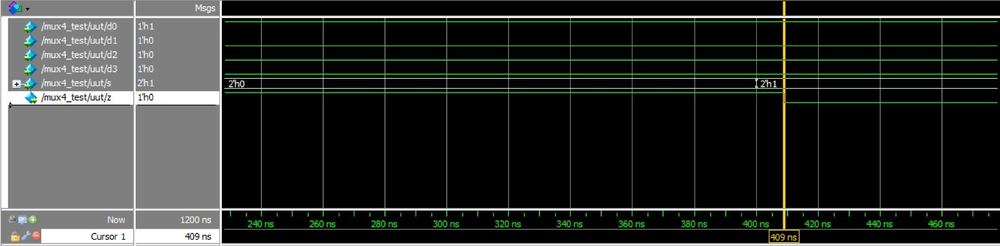 Msgs
/mux4_test/uut/d0 1'h1
/mux4_test/uut/d1 1'h0
/mux4_test/uut/d2 1'h0
/mux4_test/uut/d3 1'h0
/mux4_test/uut/s 2'h1 2'h0 2'h1
/mux4_test/uut/z 1'h0
Now 1200 ns 240 ns 260 ns 280 ns 300 ns 320 ns 340 ns 360 ns 380 ns 400 ns 420 ns 440 ns 460 ns
Cursor 1 409 ns 409 ns